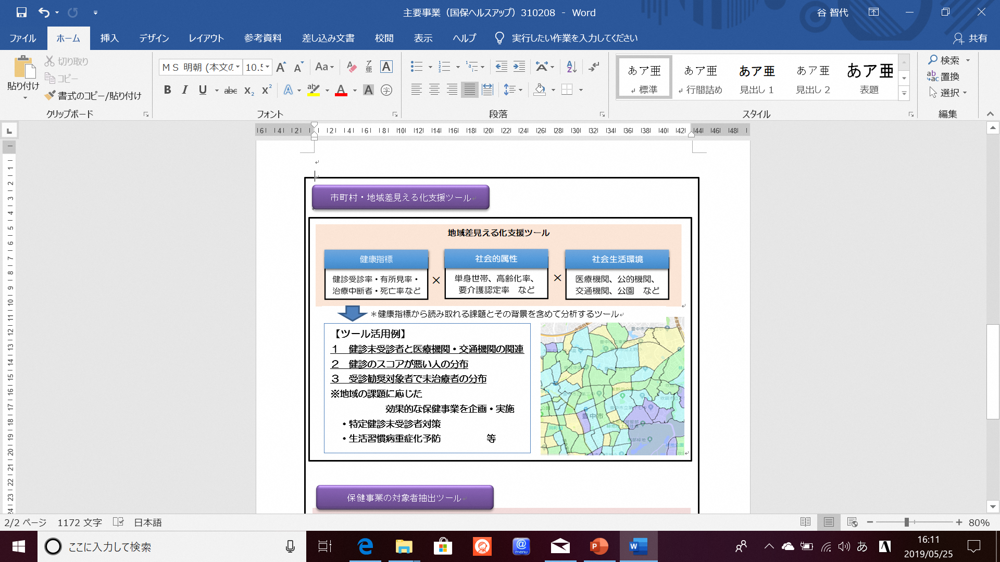 主要事業（国保ヘルスアップ）310208 - Word
谷 智代
ファイル ホーム 挿入 デザイン レイアウト 参考資料 差し込み文書 校閲 表示 ヘルプ 実行したい作業を入力してください 共有
貼り付け
切り取り
コピー
書式のコピー/貼り付け
クリップボード
ＭＳ 明朝 (本文の
10.5
Aa
フォント
段落
あア亜 あア亜 あア亜 あア亜 あア亜
標準 行間詰め 見出し 1 見出し 2 表題
スタイル
検索
置換
選択
編集
市町村・地域差見える化支援ツール
地域差見える化支援ツール
健康指標
健診受診率・有所見率・
治療中断者・死亡率など
×
社会的属性
単身世帯、高齢化率、
要介護認定率　など
×
社会生活環境
医療機関、公的機関、
交通機関、公園　など
＊健康指標から読み取れる課題とその背景を含めて分析するツール
【ツール活用例】
１　健診未受診者と医療機関・交通機関の関連
２　健診のスコアが悪い人の分布
３　受診勧奨対象者で未治療者の分布
※地域の課題に応じた
効果的な保健事業を企画・実施
・特定健診未受診者対策
・生活習慣病重症化予防　　　　　等
豊中市
保健事業の対象者抽出ツール
2/2 ページ 1172 文字 日本語
80%
ここに入力して検索
あ
16:11
2019/05/25